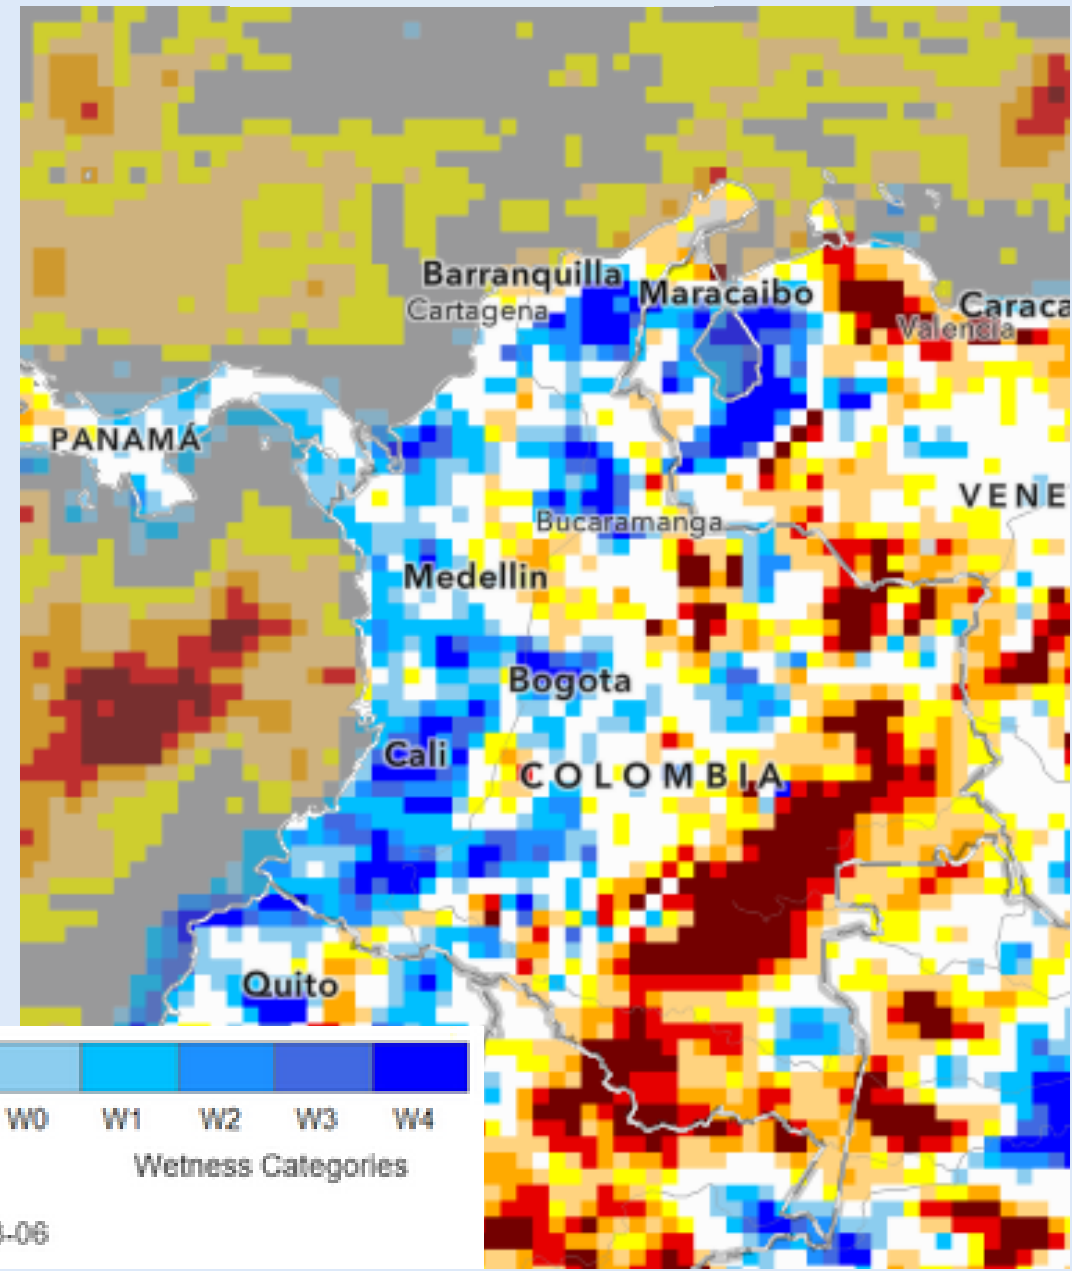 Barranquilla
Cartagena
Maracaibo
Caraca
Valencia
PANAMÁ
VENE
Bucaramanga
Medellin
Bogota
Cali
COLOMBIA
Quito
W0 W1 W2 W3 W4
Wetness Categories
-06